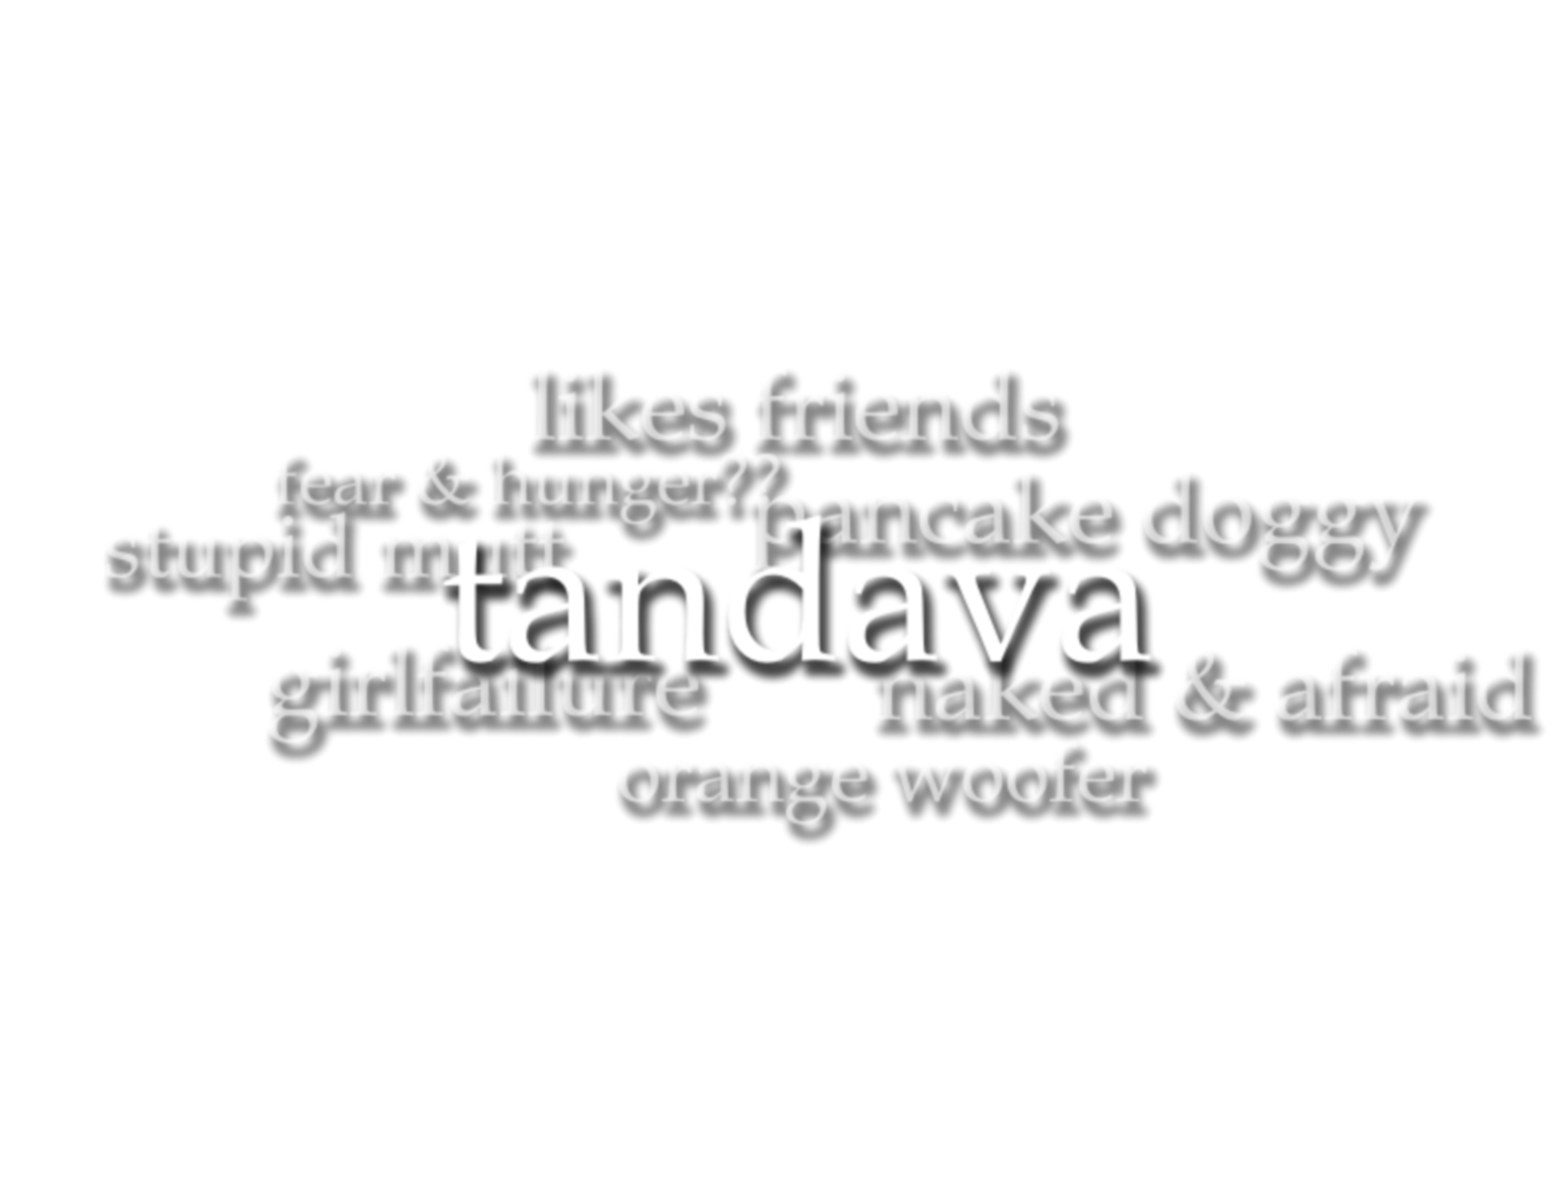 likes friends
fear & hunger??
pancake doggy
stupid mutt
tandava
girlfailure
naked & afraid
orange woofer